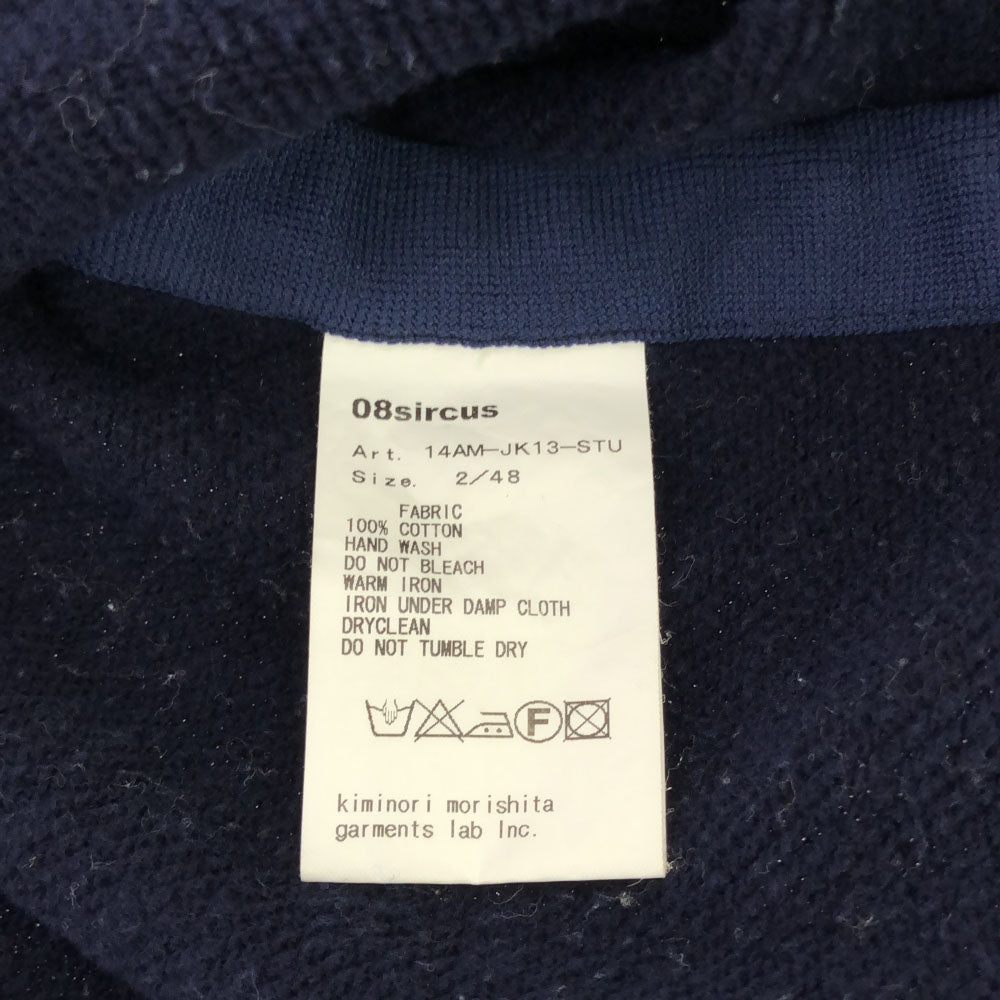 08sircus
Art. 14AM-JK13-STU
Size. 2/48
FABRIC
100% COTTON
HAND WASH
DO NOT BLEACH
WARM IRON
IRON UNDER DAMP CLOTH
DRYCLEAN
DO NOT TUMBLE DRY
F
kiminori morishita
garments lab Inc.